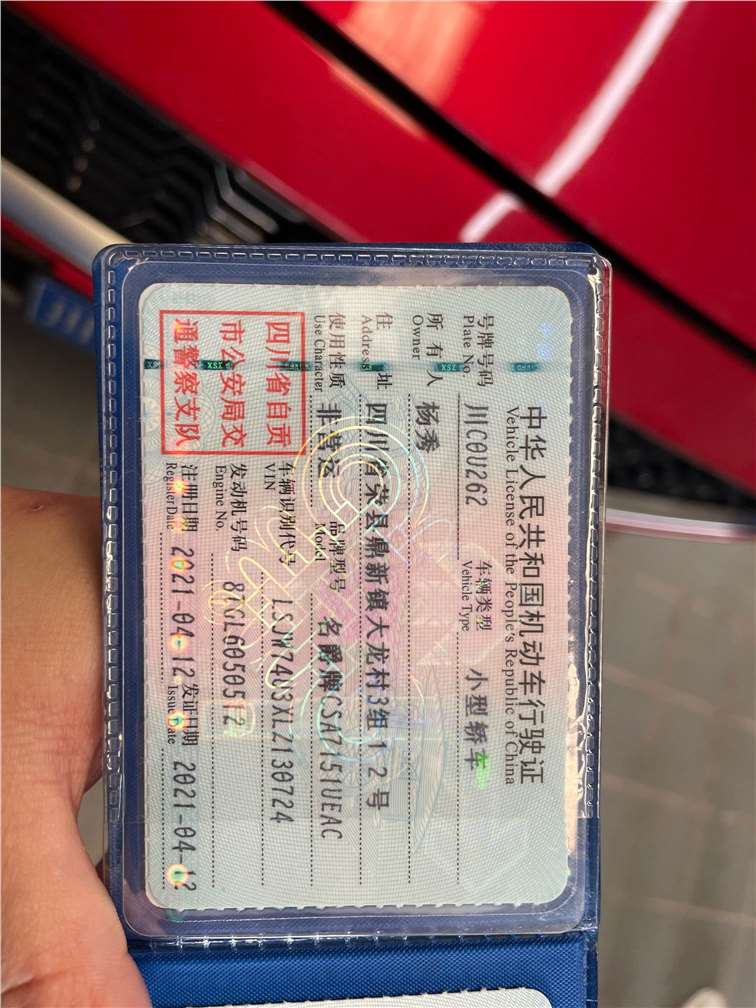 中华人民共和国机动车行驶证
Vehicle License of the People's Republic of China
号牌号码 川C0U262 车辆类型 小型轿车
Plate No. Vehicle Type
所有人 杨秀
Owner
住址 四川省荣县鼎新镇大龙村3组12号
Address
使用性质 非营运 品牌型号 名爵牌CSA7151UEAC
Use Character Model
四川省自贡
市公安局交
通警察支队
车辆识别代号 LSJW74U3XLZ130724
VIN
发动机号码
Engine No.
注册日期 2021-04-12 发证日期 2021-04-12
Register Date Issue Date